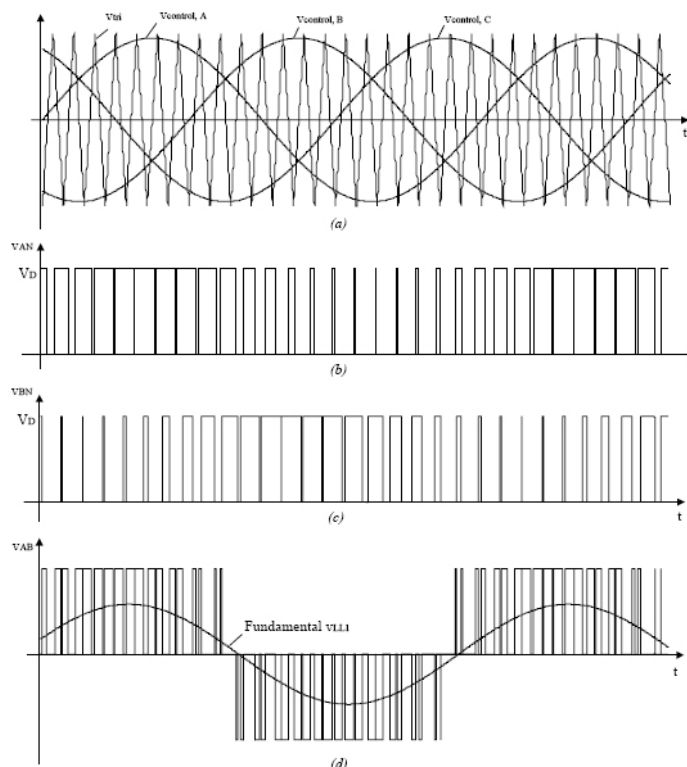 Vtri
Vcontrol, A
Vcontrol, B
Vcontrol, C
t
(a)
VAN
VD
(b)
VBN
VD
t
(c)
VAB
Fundamental VLL1
t
(d)